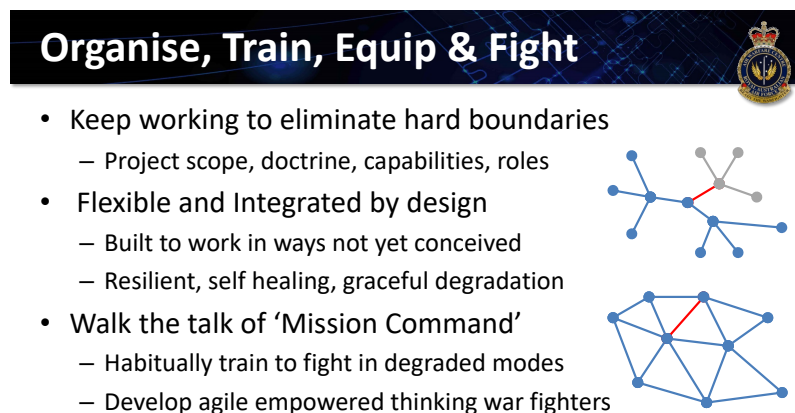 Organise, Train, Equip & Fight
• Keep working to eliminate hard boundaries
– Project scope, doctrine, capabilities, roles
• Flexible and Integrated by design
– Built to work in ways not yet conceived
– Resilient, self healing, graceful degradation
• Walk the talk of ‘Mission Command’
– Habitually train to fight in degraded modes
– Develop agile empowered thinking war fighters